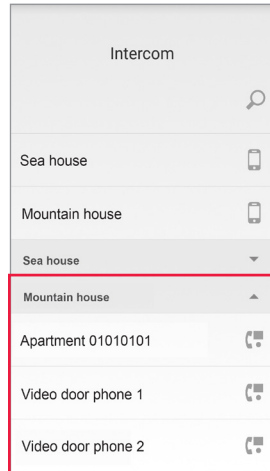 Intercom
Sea house
Mountain house
Sea house
Mountain house
Apartment 01010101
Video door phone 1
Video door phone 2